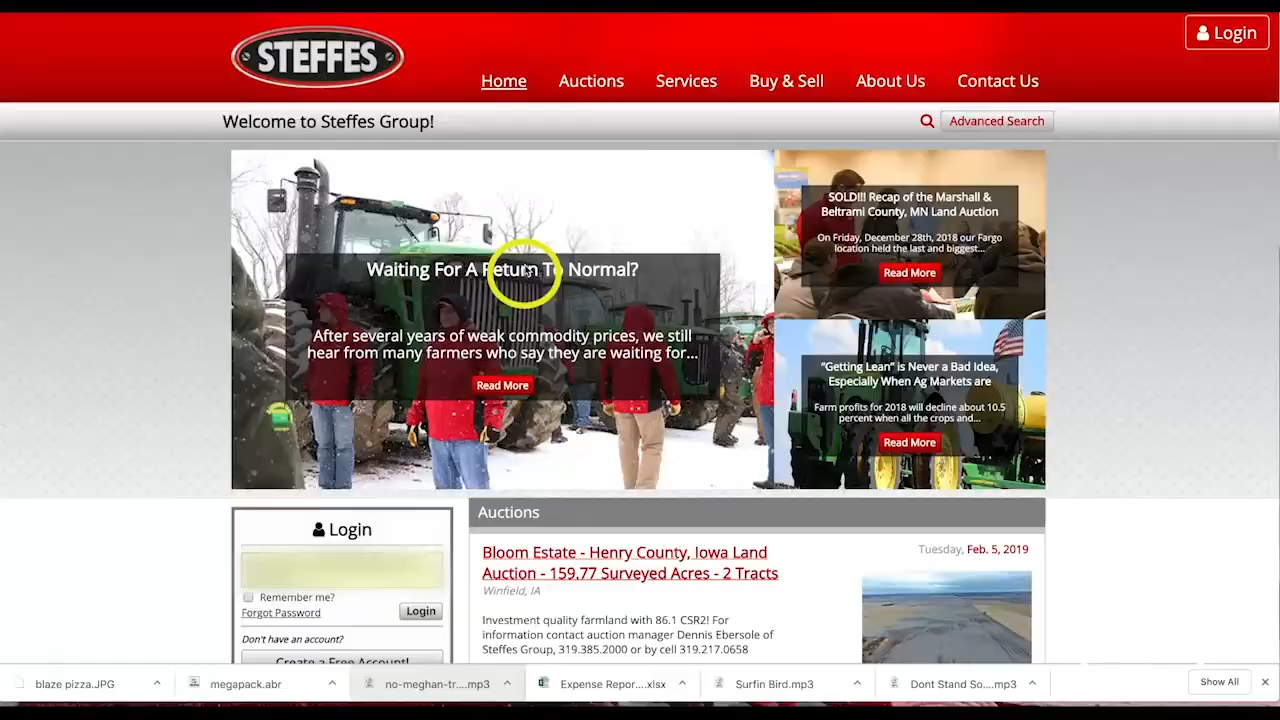 STEFFES
Login
Home Auctions Services Buy & Sell About Us Contact Us
Welcome to Steffes Group!
Advanced Search
Waiting For A Return To Normal?
After several years of weak commodity prices, we still
hear from many farmers who say they are waiting for...
Read More
SOLD!!! Recap of the Marshall &
Beltrami County, MN Land Auction
On Friday, December 28th, 2018 our Fargo
location held the last and biggest...
Read More
“Getting Lean” is Never a Bad Idea,
Especially When Ag Markets are
Farm profits for 2018 will decline about 10.5
percent when all the crops and...
Read More
Login
Remember me?
Forgot Password
Login
Don't have an account?
Create a Free Account!
Auctions
Bloom Estate - Henry County, Iowa Land
Auction - 159.77 Surveyed Acres - 2 Tracts
Winfield, IA
Tuesday, Feb. 5, 2019
Investment quality farmland with 86.1 CSR2! For
information contact auction manager Dennis Ebersole of
Steffes Group, 319.385.2000 or by cell 319.217.0658
blaze pizza.JPG
megapack.abr
no-meghan-tr....mp3
Expense Repor....xlsx
Surfin Bird.mp3
Dont Stand So....mp3
Show All